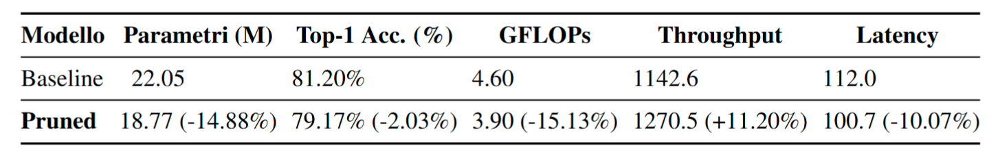 Modello Parametri (M) Top-1 Acc. (%) GFLOPs Throughput Latency
Baseline 22.05 81.20% 4.60 1142.6 112.0
Pruned 18.77 (-14.88%) 79.17% (-2.03%) 3.90 (-15.13%) 1270.5 (+11.20%) 100.7 (-10.07%)